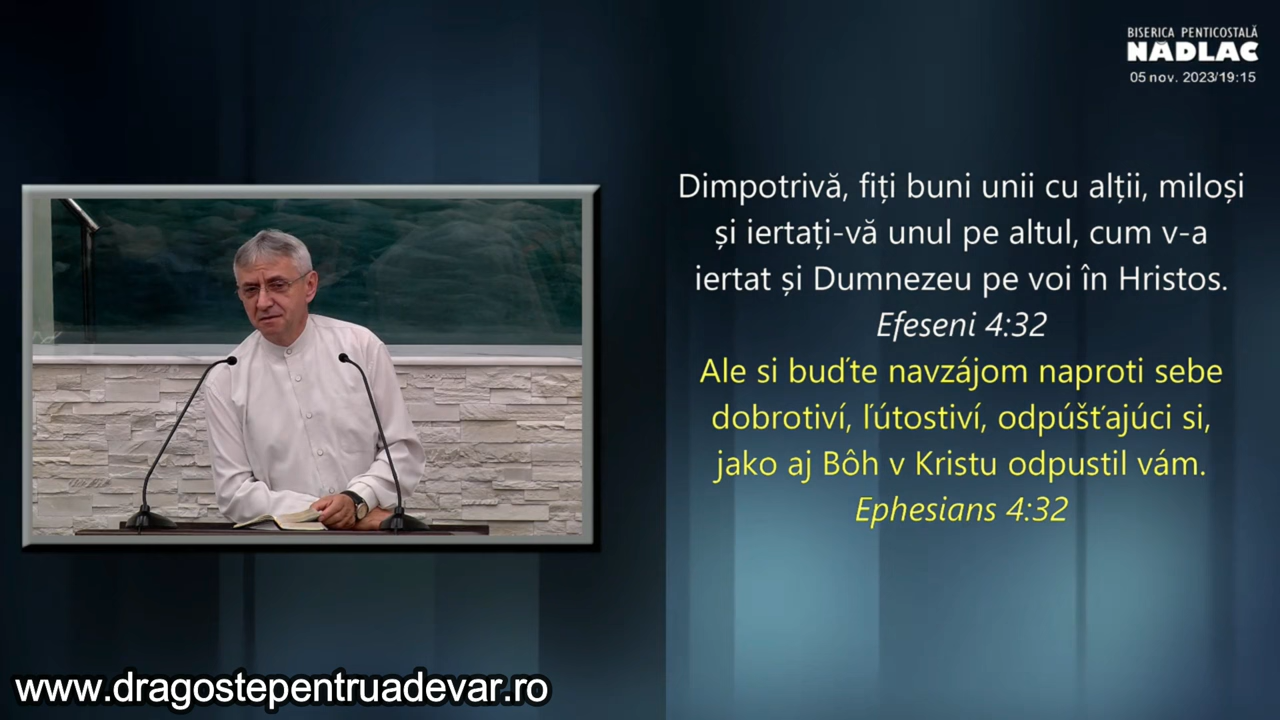 BISERICA PENTICOSTALĂ
NĂDLAC
05 nov. 2023/19:15
Dimpotrivă, fiți buni unii cu alții, miloși
și iertați-vă unul pe altul, cum v-a
iertat și Dumnezeu pe voi în Hristos.
Efeseni 4:32
Ale si buďte navzájom naproti sebe
dobrotiví, ľútostiví, odpúšťajúci si,
jako aj Bôh v Kristu odpustil vám.
Ephesians 4:32
www.dragostepentruadevar.ro